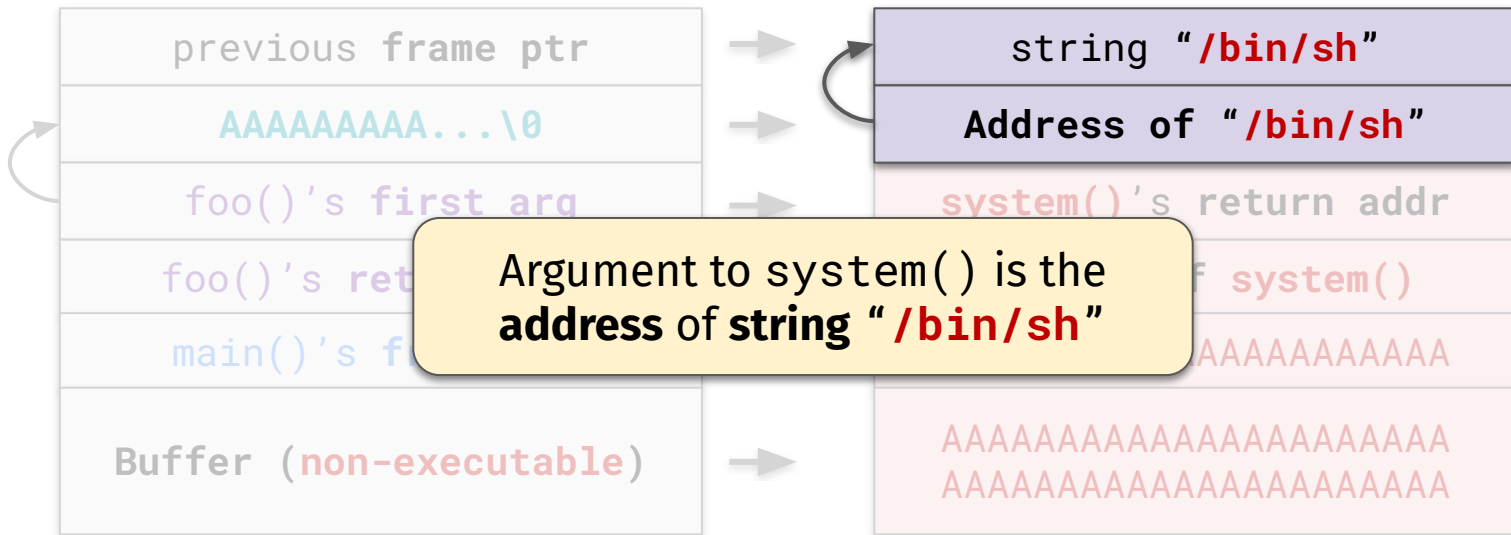 previous frame ptr
string “/bin/sh”
AAAAAAAAA...\0
Address of “/bin/sh”
foo()’s first arg
system()’s return addr
foo()’s ret
system()
Argument to system() is the
address of string “/bin/sh”
main()’s
AAAAAAAAAAA
Buffer (non-executable)
AAAAAAAAAAAAAAAAAAAAAA
AAAAAAAAAAAAAAAAAAAAAA